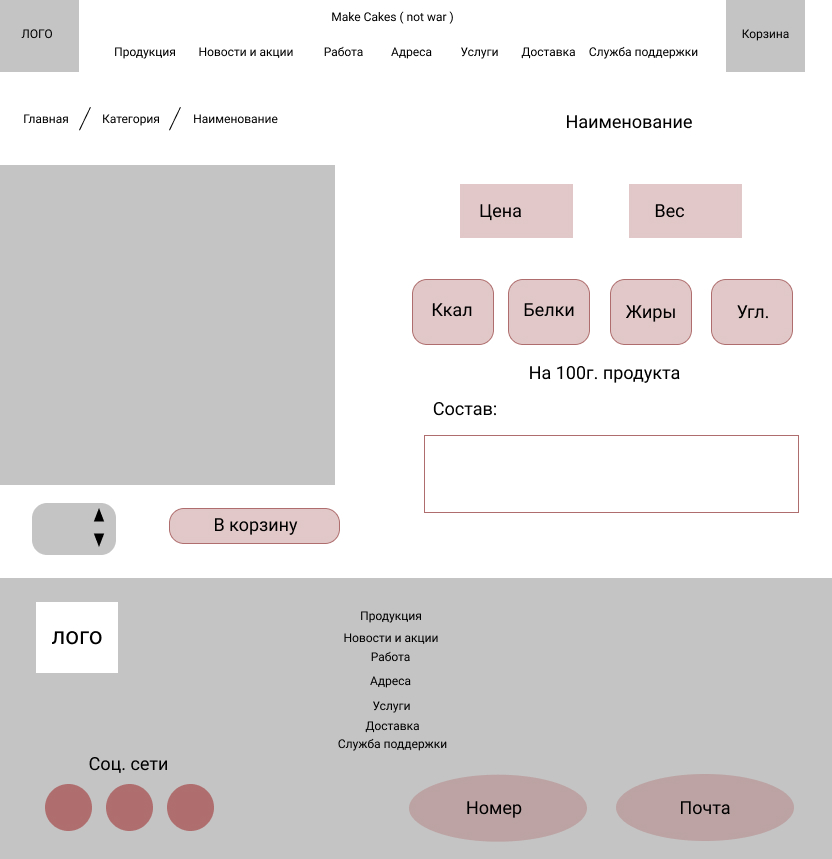 Make Cakes ( not war )
ЛОГО
Корзина
Продукция Новости и акции Работа Адреса Услуги Доставка Служба поддержки
Главная / Категория / Наименование
Наименование
Цена Вес
Ккал Белки Жиры Угл.
На 100г. продукта
Состав:
В корзину
ЛОГО
Продукция
Новости и акции
Работа
Адреса
Услуги
Доставка
Служба поддержки
Соц. сети
Номер Почта